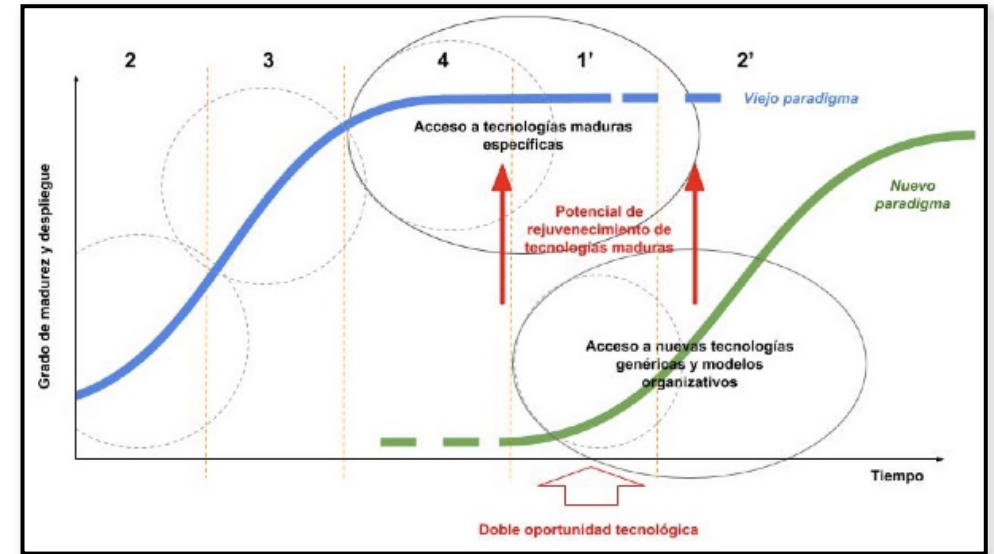 2
3
4
1’
2’
Viejo paradigma
Acceso a tecnologías maduras
específicas
Grado de madurez y despliegue
Nuevo
paradigma
Potencial de
rejuvenecimiento de
tecnologías maduras
Acceso a nuevas tecnologías
genéricas y modelos
organizativos
Tiempo
Doble oportunidad tecnológica